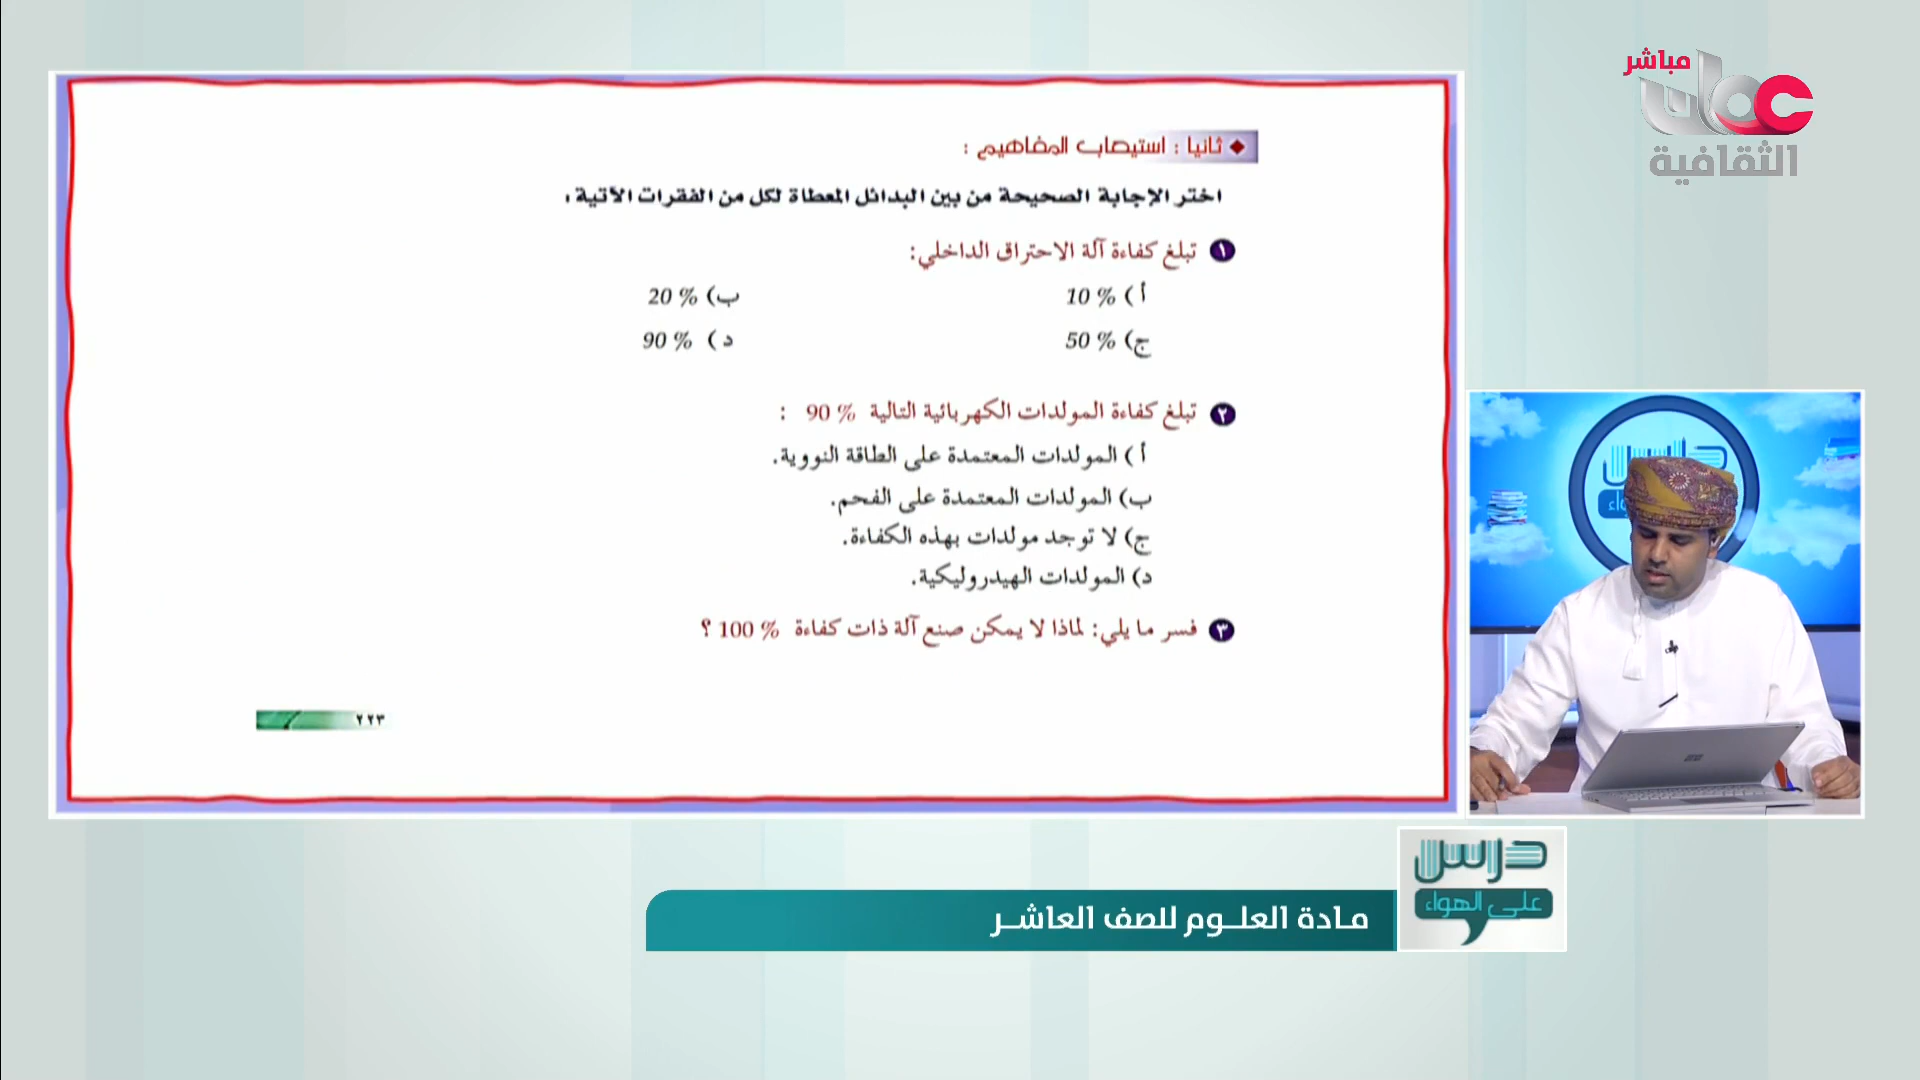 مباشر
عمان
الثقافية
ثانيا : استيعاب المفاهيم :
اختر الإجابة الصحيحة من بين البدائل المعطاة لكل من الفقرات الآتية :
١ تبلغ كفاءة آلة الاحتراق الداخلي:
أ ) % 10
ب) % 20
ج) % 50
د ) % 90
٢ تبلغ كفاءة المولدات الكهربائية التالية % 90 :
أ ) المولدات المعتمدة على الطاقة النووية.
ب) المولدات المعتمدة على الفحم.
ج) لا توجد مولدات بهذه الكفاءة.
د) المولدات الهيدروليكية.
٣ فسر ما يلي: لماذا لا يمكن صنع آلة ذات كفاءة % 100 ؟
٢٢٣
درس
على الهواء
مـادة العلــوم للصف العاشــر